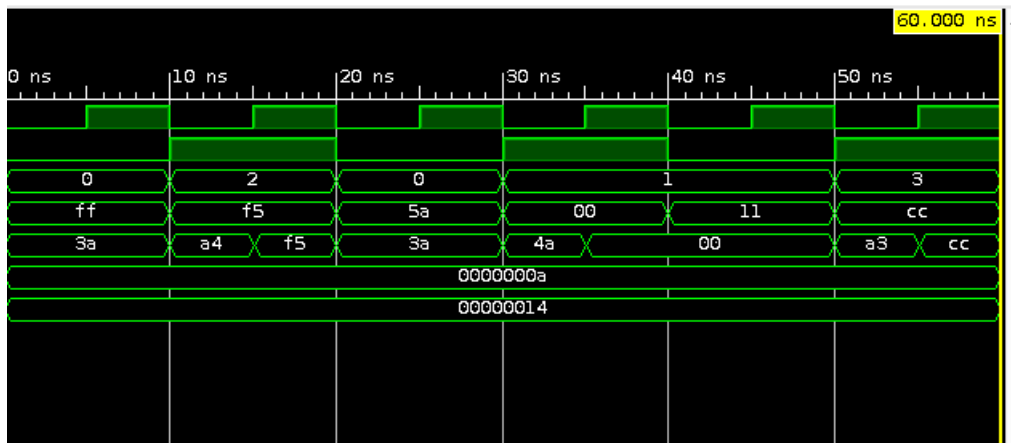 60.000 ns
0 ns 10 ns 20 ns 30 ns 40 ns 50 ns
0 2 0 1 3
ff f5 5a 00 11 cc
3a a4 f5 3a 4a 00 a3 cc
0000000a
00000014